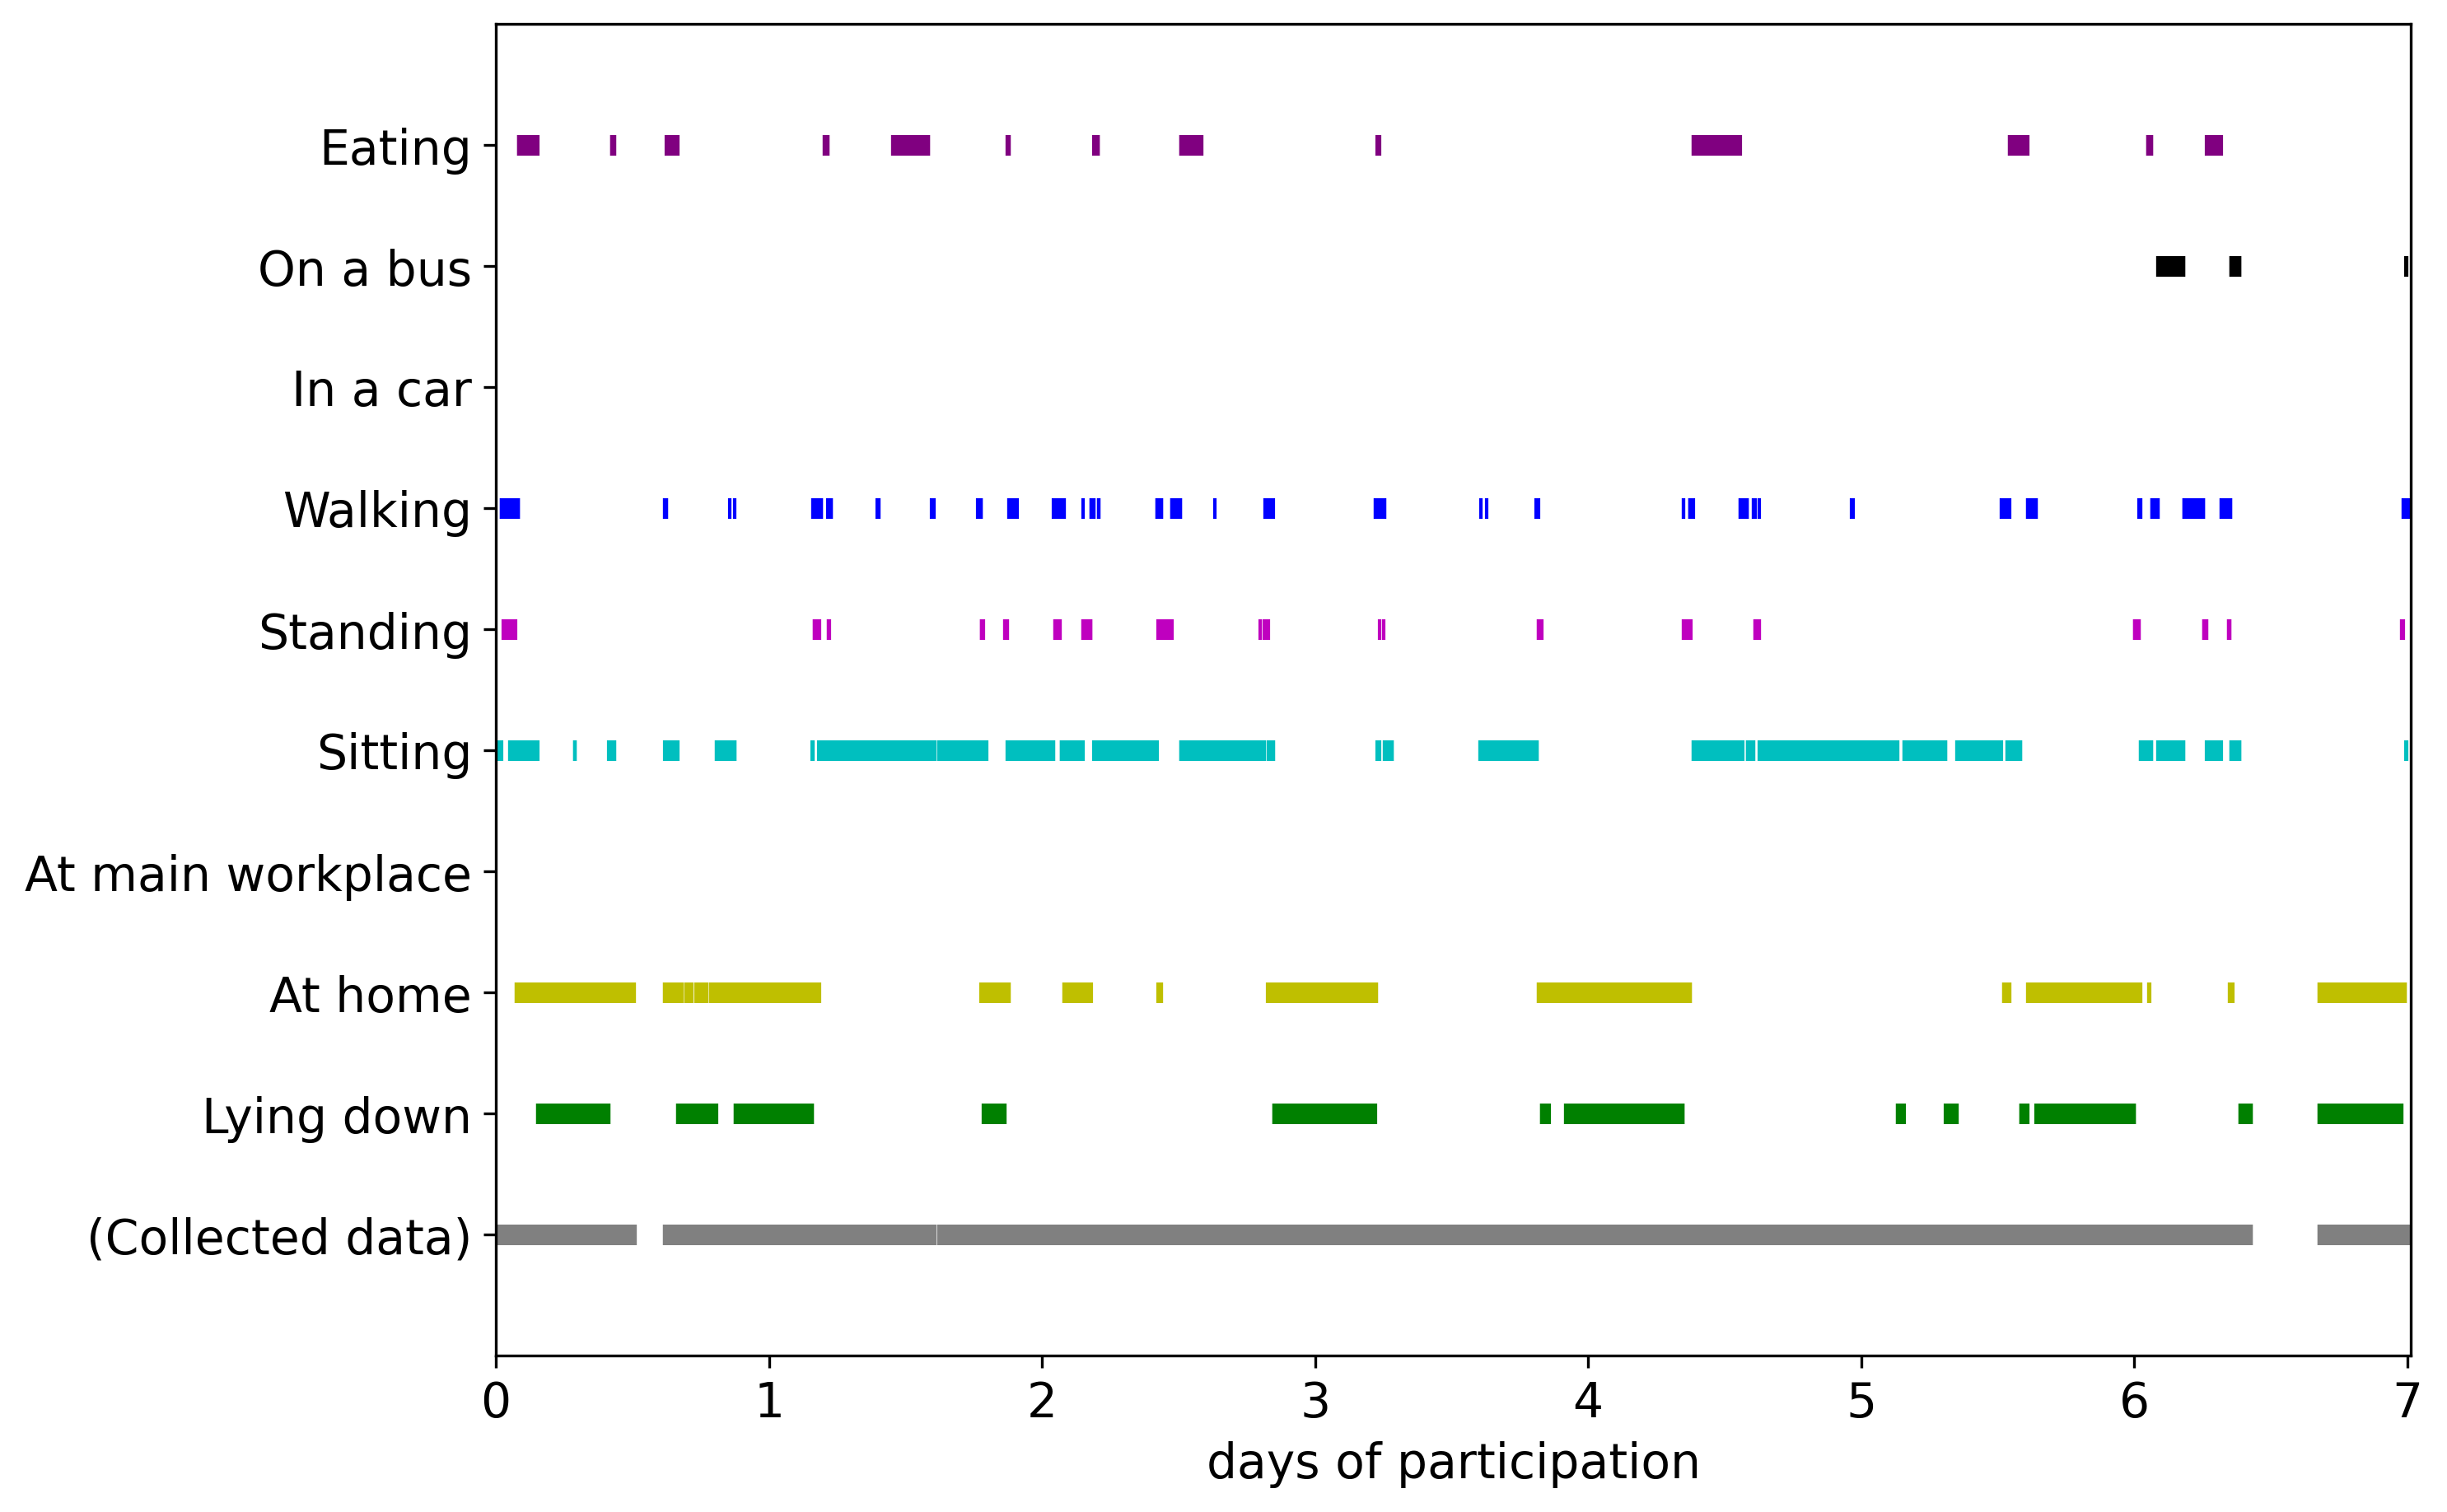 Eating
On a bus
In a car
Walking
Standing
Sitting
At main workplace
At home
Lying down
(Collected data)
0 1 2 3 4 5 6 7
days of participation